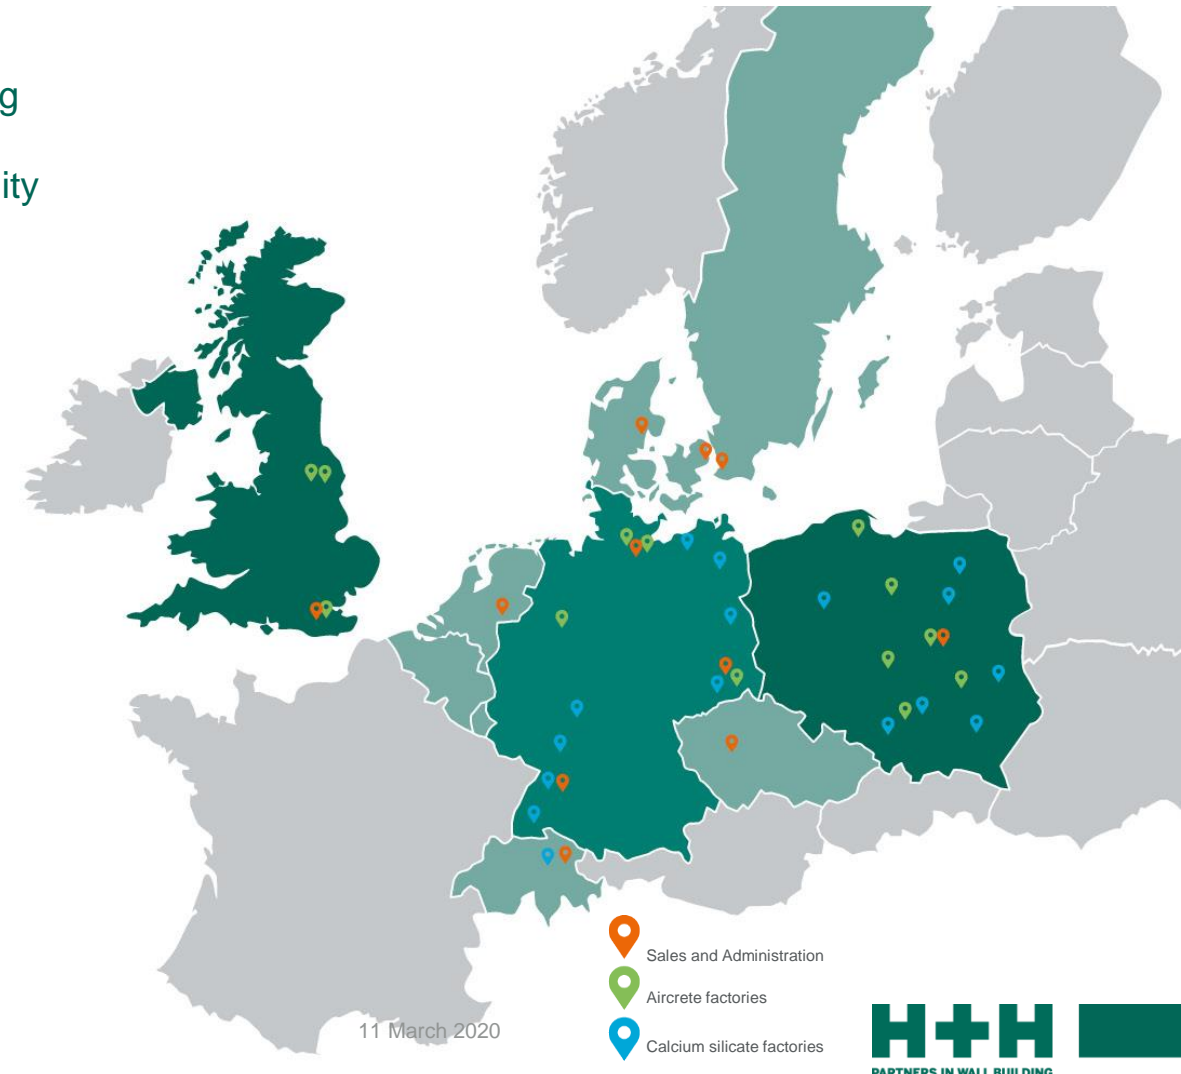 g
ity
Sales and Administration
Aircrete factories
11 March 2020
Calcium silicate factories
H+H
PARTNERS IN WALL BUILDING